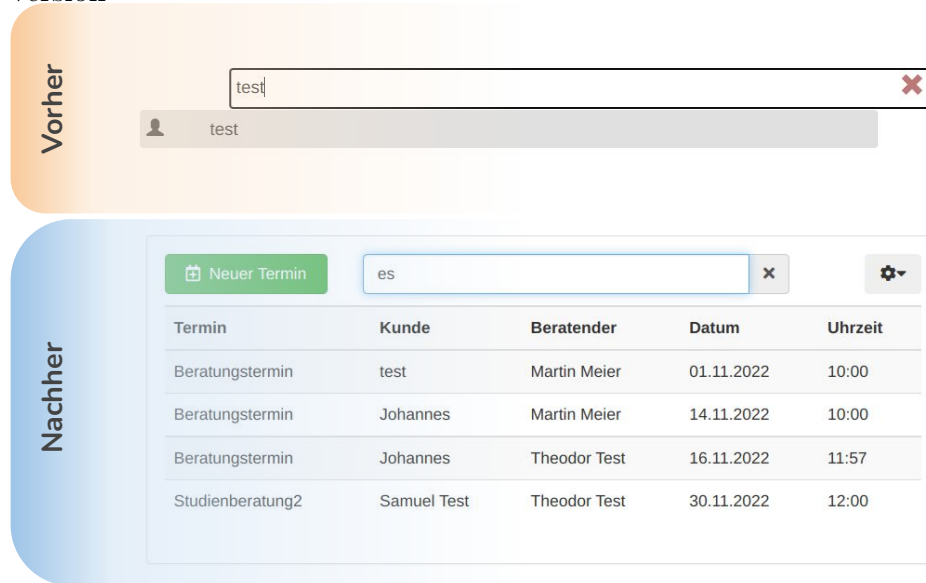 Vorher
test
test
Nachher
Neuer Termin es
Termin Kunde Beratender Datum Uhrzeit
Beratungstermin test Martin Meier 01.11.2022 10:00
Beratungstermin Johannes Martin Meier 14.11.2022 10:00
Beratungstermin Johannes Theodor Test 16.11.2022 11:57
Studienberatung2 Samuel Test Theodor Test 30.11.2022 12:00